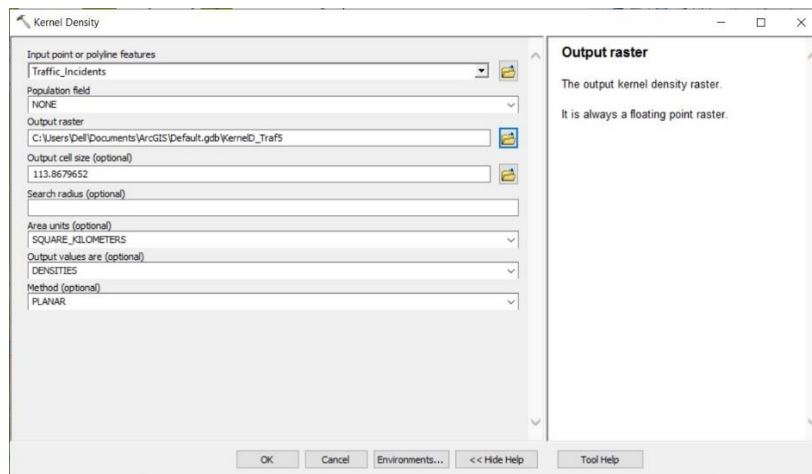 Kernel Density
Input point or polyline features
Traffic_Incidents
Population field
NONE
Output raster
C:\Users\Dell\Documents\ArcGIS\Default.gdb\KernelD_Traf5
Output cell size (optional)
113.8679652
Search radius (optional)
Area units (optional)
SQUARE_KILOMETERS
Output values are (optional)
DENSITIES
Method (optional)
PLANAR
Output raster
The output kernel density raster.
It is always a floating point raster.
OK
Cancel
Environments...
<< Hide Help
Tool Help